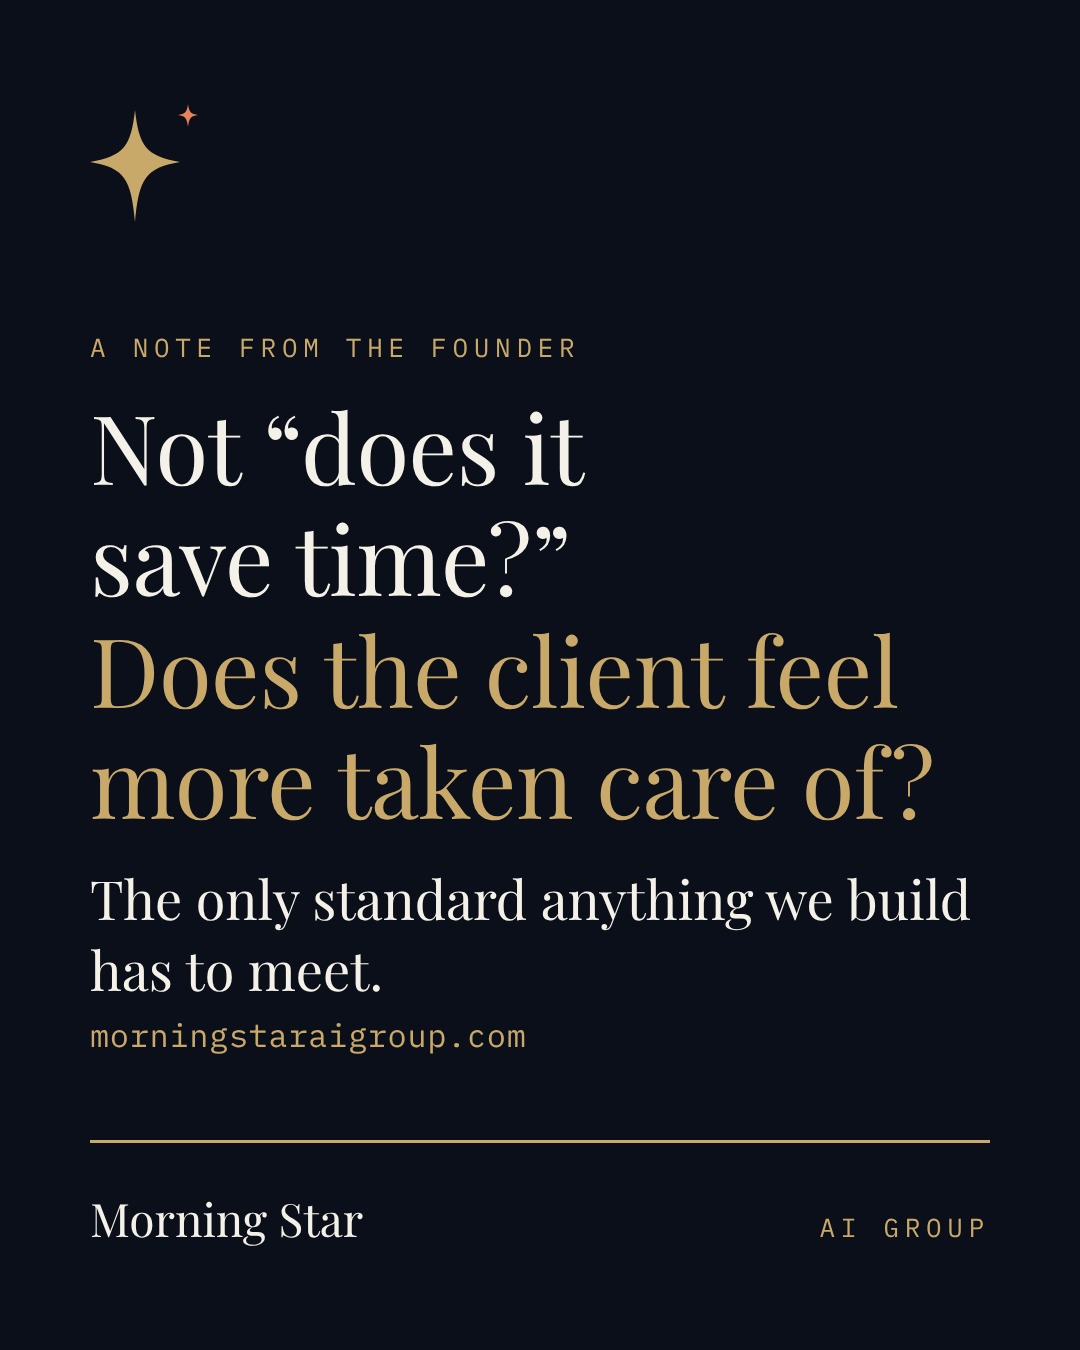 A NOTE FROM THE FOUNDER
Not “does it
save time?”
Does the client feel
more taken care of?
The only standard anything we build
has to meet.
morningstaraigroup.com
Morning Star
AI GROUP